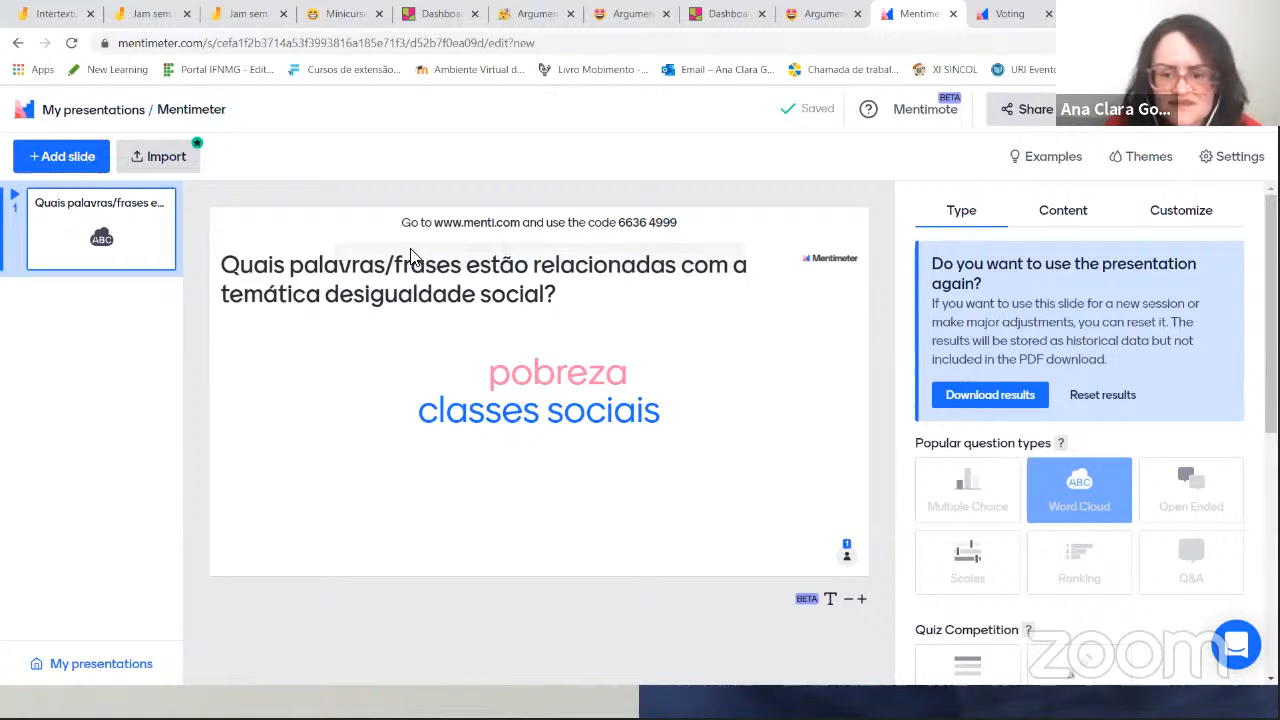 Intertextu
Jam sem
Jam sem
Minicurs
Dashboa
Argumen
Argumen
Dashboa
Argumen
Mentime
Voting
mentimeter.com/s/cefa1f2b3714a53f3993816a185e71f3/d52b7f0ea09d/edit?new
Apps
New Learning
Portal IFNMG - Edit...
Cursos de extensão...
Ambiente Virtual d...
Livro Mobimento -...
Email – Ana Clara G...
Chamada de trabal...
XI SINCOL
URI Evento
Ana Clara Go...
My presentations / Mentimeter
Saved
Mentimote
BETA
Share
+ Add slide
Import
Examples
Themes
Settings
1
Quais palavras/frases e...
ABC
Go to www.menti.com and use the code 6636 4999
Quais palavras/frases estão relacionadas com a
temática desigualdade social?
Mentimeter
pobreza
classes sociais
1
BETA T − +
My presentations
Type
Content
Customize
Do you want to use the presentation
again?
If you want to use this slide for a new session or
make major adjustments, you can reset it. The
results will be stored as historical data but not
included in the PDF download.
Download results
Reset results
Popular question types ?
Multiple Choice
ABC
Word Cloud
Open Ended
Scales
Ranking
Q&A
Quiz Competition ?
zoom